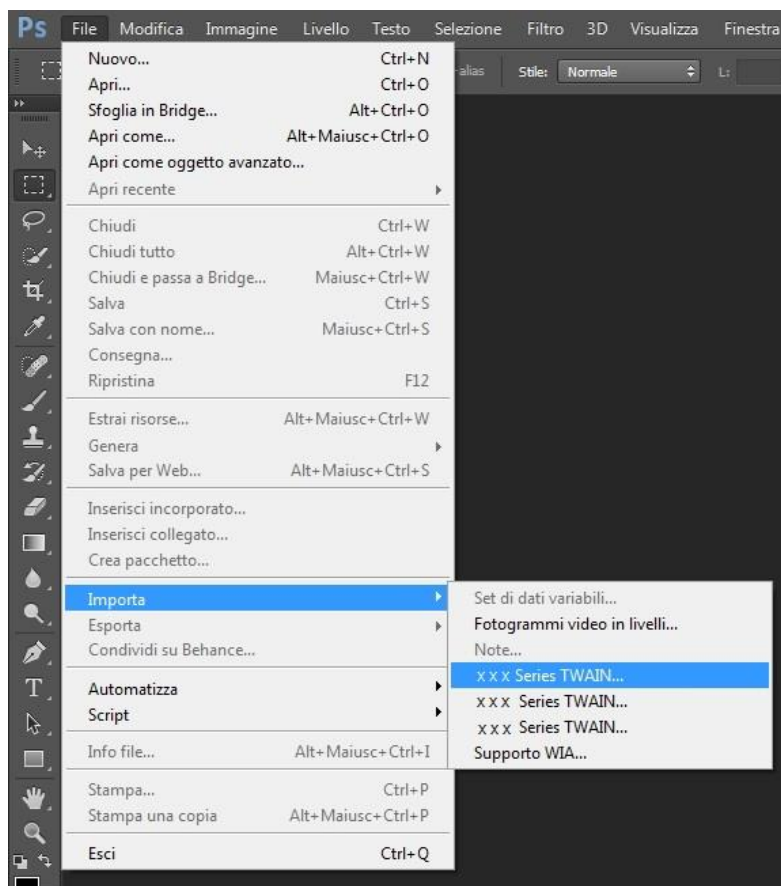 Ps File Modifica Immagine Livello Testo Selezione Filtro 3D Visualizza Finestra
-alias Stile: Normale L:
Nuovo... Ctrl+N
Apri... Ctrl+O
Sfoglia in Bridge... Alt+Ctrl+O
Apri come... Alt+Maiusc+Ctrl+O
Apri come oggetto avanzato...
Apri recente
Chiudi Ctrl+W
Chiudi tutto Alt+Ctrl+W
Chiudi e passa a Bridge... Maiusc+Ctrl+W
Salva Ctrl+S
Salva con nome... Maiusc+Ctrl+S
Consegna...
Ripristina F12
Estrai risorse... Alt+Maiusc+Ctrl+W
Genera
Salva per Web... Alt+Maiusc+Ctrl+S
Inserisci incorporato...
Inserisci collegato...
Crea pacchetto...
Importa
Esporta
Condividi su Behance...
Automatizza
Script
Info file... Alt+Maiusc+Ctrl+I
Stampa... Ctrl+P
Stampa una copia Alt+Maiusc+Ctrl+P
Esci Ctrl+Q
Set di dati variabili...
Fotogrammi video in livelli...
Note...
x x x Series TWAIN...
x x x Series TWAIN...
x x x Series TWAIN...
Supporto WIA...